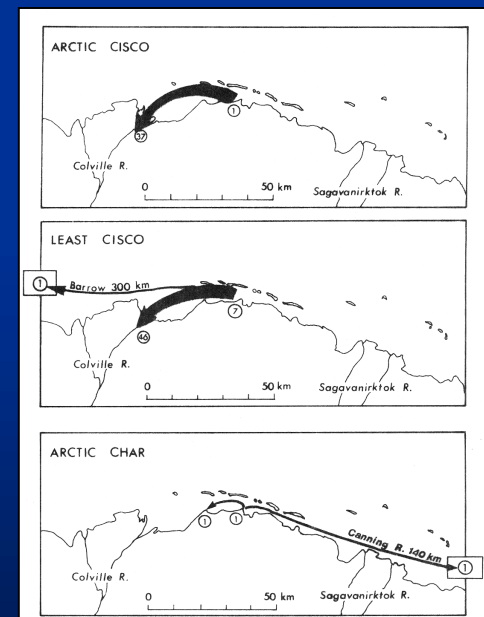 ARCTIC CISCO
1
37
Colville R.
0 50 km
Sagavanirktok R.
LEAST CISCO
1
Barrow 300 km
7
46
Colville R.
0 50 km
Sagavanirktok R.
ARCTIC CHAR
1 1
Canning R. 140 km
1
Colville R.
0 50 km
Sagavanirktok R.